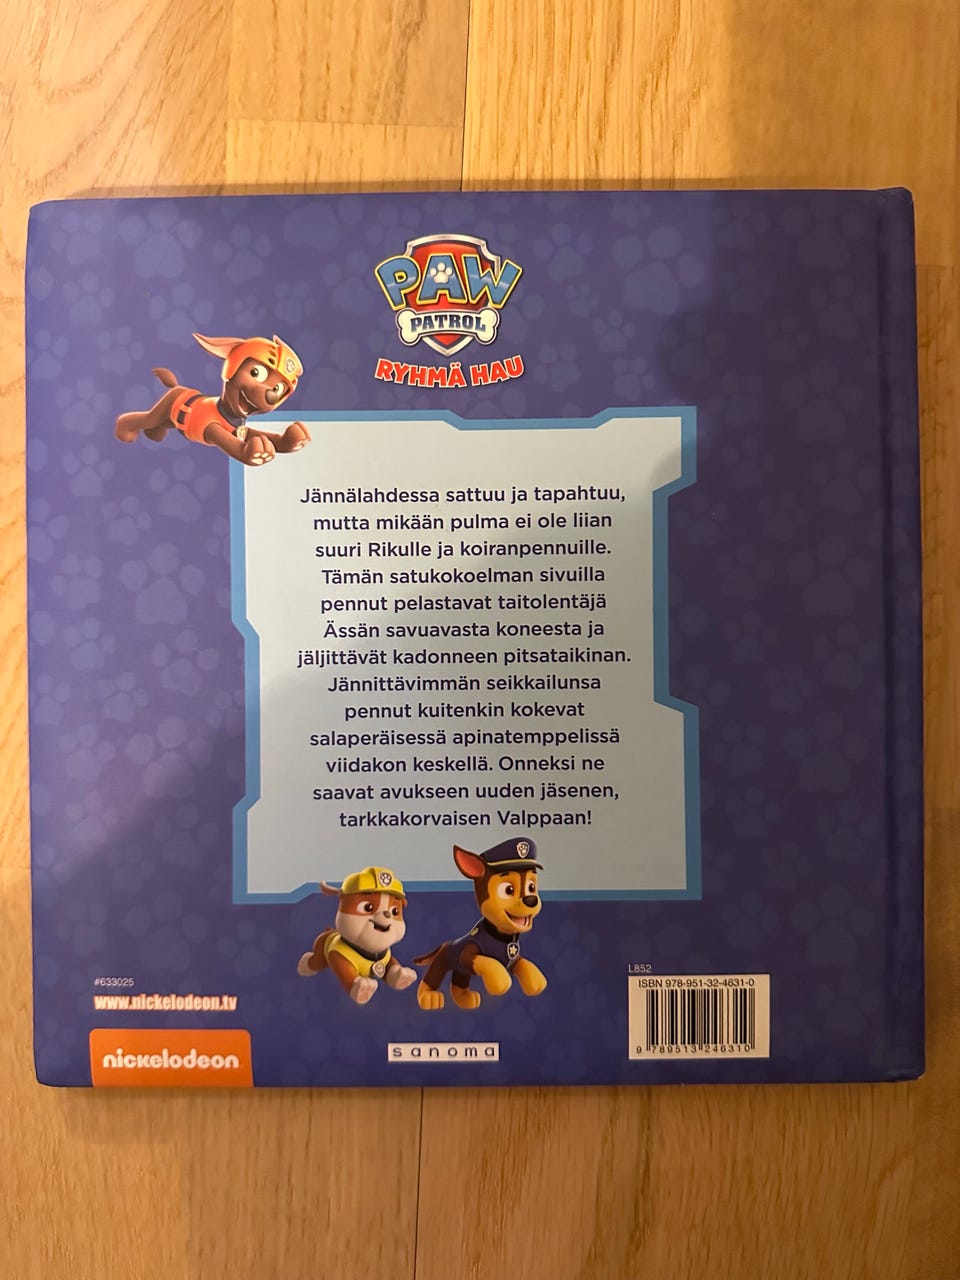 PAW
PATROL
RYHMÄ HAU
Jännälahdessa sattuu ja tapahtuu,
mutta mikään pulma ei ole liian
suuri Rikulle ja koiranpennuille.
Tämän satukokoelman sivuilla
pennut pelastavat taitolentäjä
Ässän savuavasta koneesta ja
jäljittävät kadonneen pitsataikinan.
Jännittävimmän seikkailunsa
pennut kuitenkin kokevat
salaperäisessä apinatemppelissä
viidakon keskellä. Onneksi ne
saavat avukseen uuden jäsenen,
tarkkakorvaisen Valppaan!
#633025
www.nickelodeon.tv
nickelodeon
sanoma
L852
ISBN 978-951-32-4631-0
9 789513 246310